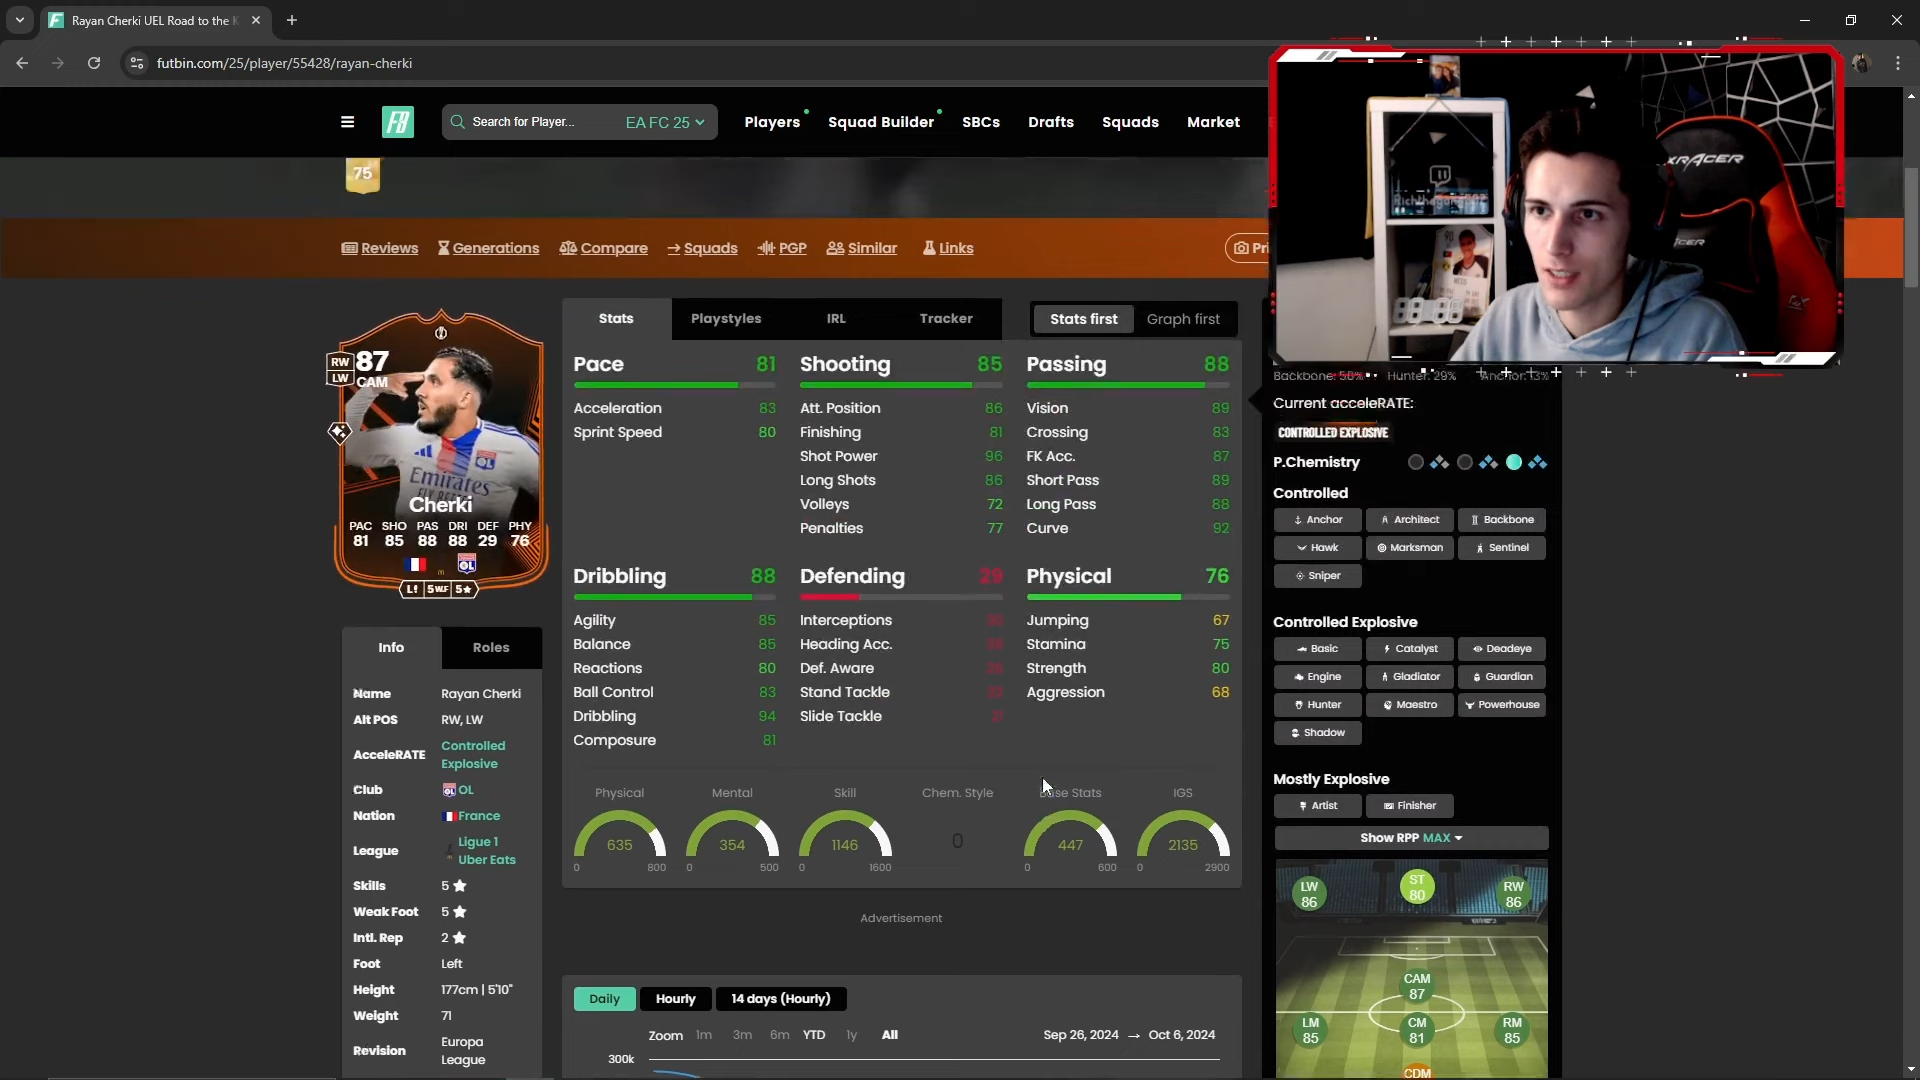 Rayan Cherki UEL Road to the K
futbin.com/25/player/55428/rayan-cherki
Search for Player... EA FC 25
Players Squad Builder SBCs Drafts Squads Market
75
Reviews Generations Compare → Squads PGP Similar Links
Pri
RW 87
LW CAM
Emirates
Cherki
PAC SHO PAS DRI DEF PHY
81 85 88 88 29 76
L 5WF 5★
Stats Playstyles IRL Tracker Stats first Graph first
Pace 81
Acceleration 83
Sprint Speed 80
Shooting 85
Att. Position 86
Finishing 81
Shot Power 96
Long Shots 86
Volleys 72
Penalties 77
Passing 88
Vision 89
Crossing 83
FK Acc. 87
Short Pass 89
Long Pass 88
Curve 92
Dribbling 88
Agility 85
Balance 85
Reactions 80
Ball Control 83
Dribbling 94
Composure 81
Defending 29
Interceptions
Heading Acc.
Def. Aware
Stand Tackle
Slide Tackle
Physical 76
Jumping 67
Stamina 75
Strength 80
Aggression 68
Physical Mental Skill Chem. Style Base Stats IGS
635 354 1146 0 447 2135
0 800 0 500 0 1600 0 600 0 2900
Info Roles
Name Rayan Cherki
Alt POS RW, LW
AcceleRATE Controlled
Explosive
Club OL
Nation France
League Ligue 1
Uber Eats
Skills 5 ★
Weak Foot 5 ★
Intl. Rep 2 ★
Foot Left
Height 177cm | 5'10"
Weight 71
Revision Europa
League
Advertisement
Daily Hourly 14 days (Hourly)
Zoom 1m 3m 6m YTD 1y All Sep 26, 2024 → Oct 6, 2024
300k
XRACER
Backbone: 56% Hunter: 29% Anchor: 13%
Current acceleRATE:
CONTROLLED EXPLOSIVE
P.Chemistry
Controlled
Anchor Architect Backbone
Hawk Marksman Sentinel
Sniper
Controlled Explosive
Basic Catalyst Deadeye
Engine Gladiator Guardian
Hunter Maestro Powerhouse
Shadow
Mostly Explosive
Artist Finisher
Show RPP MAX
LW 86
ST 80
RW 86
CAM 87
LM 85
CM 81
RM 85
CDM